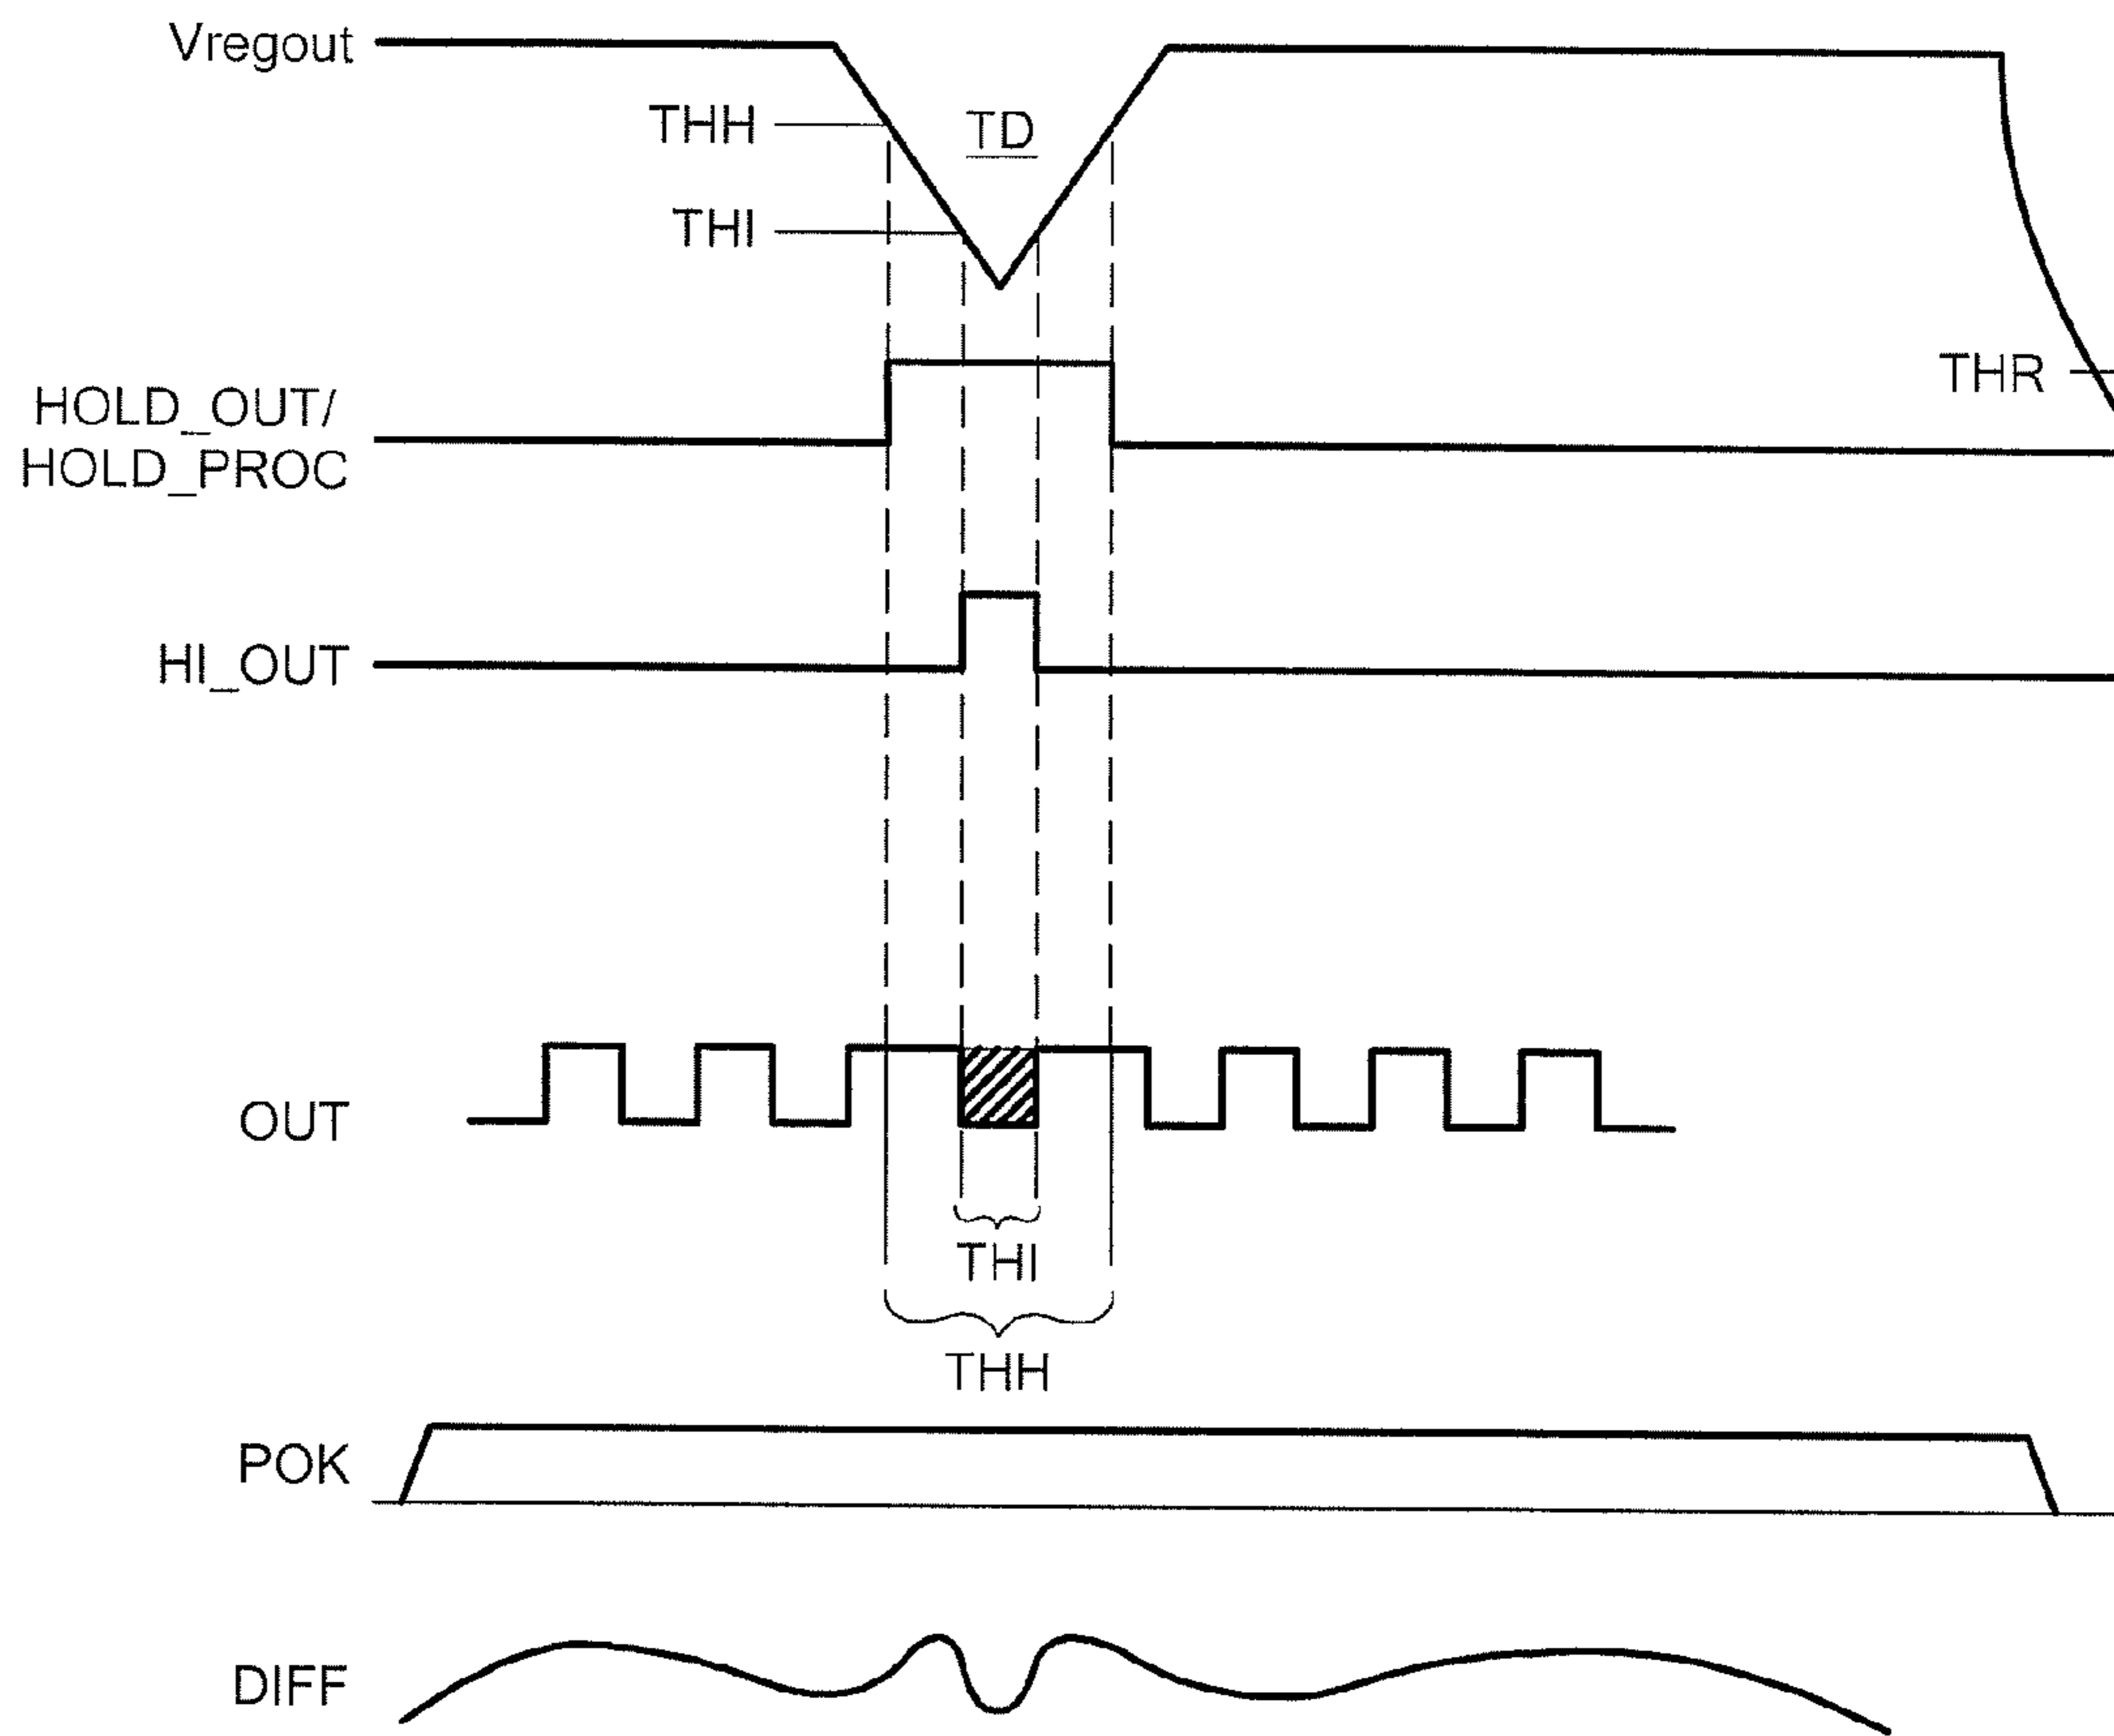 Vregout
THH
TD
THI
THR
HOLD_OUT/
HOLD_PROC
HI_OUT
OUT
THI
THH
POK
DIFF